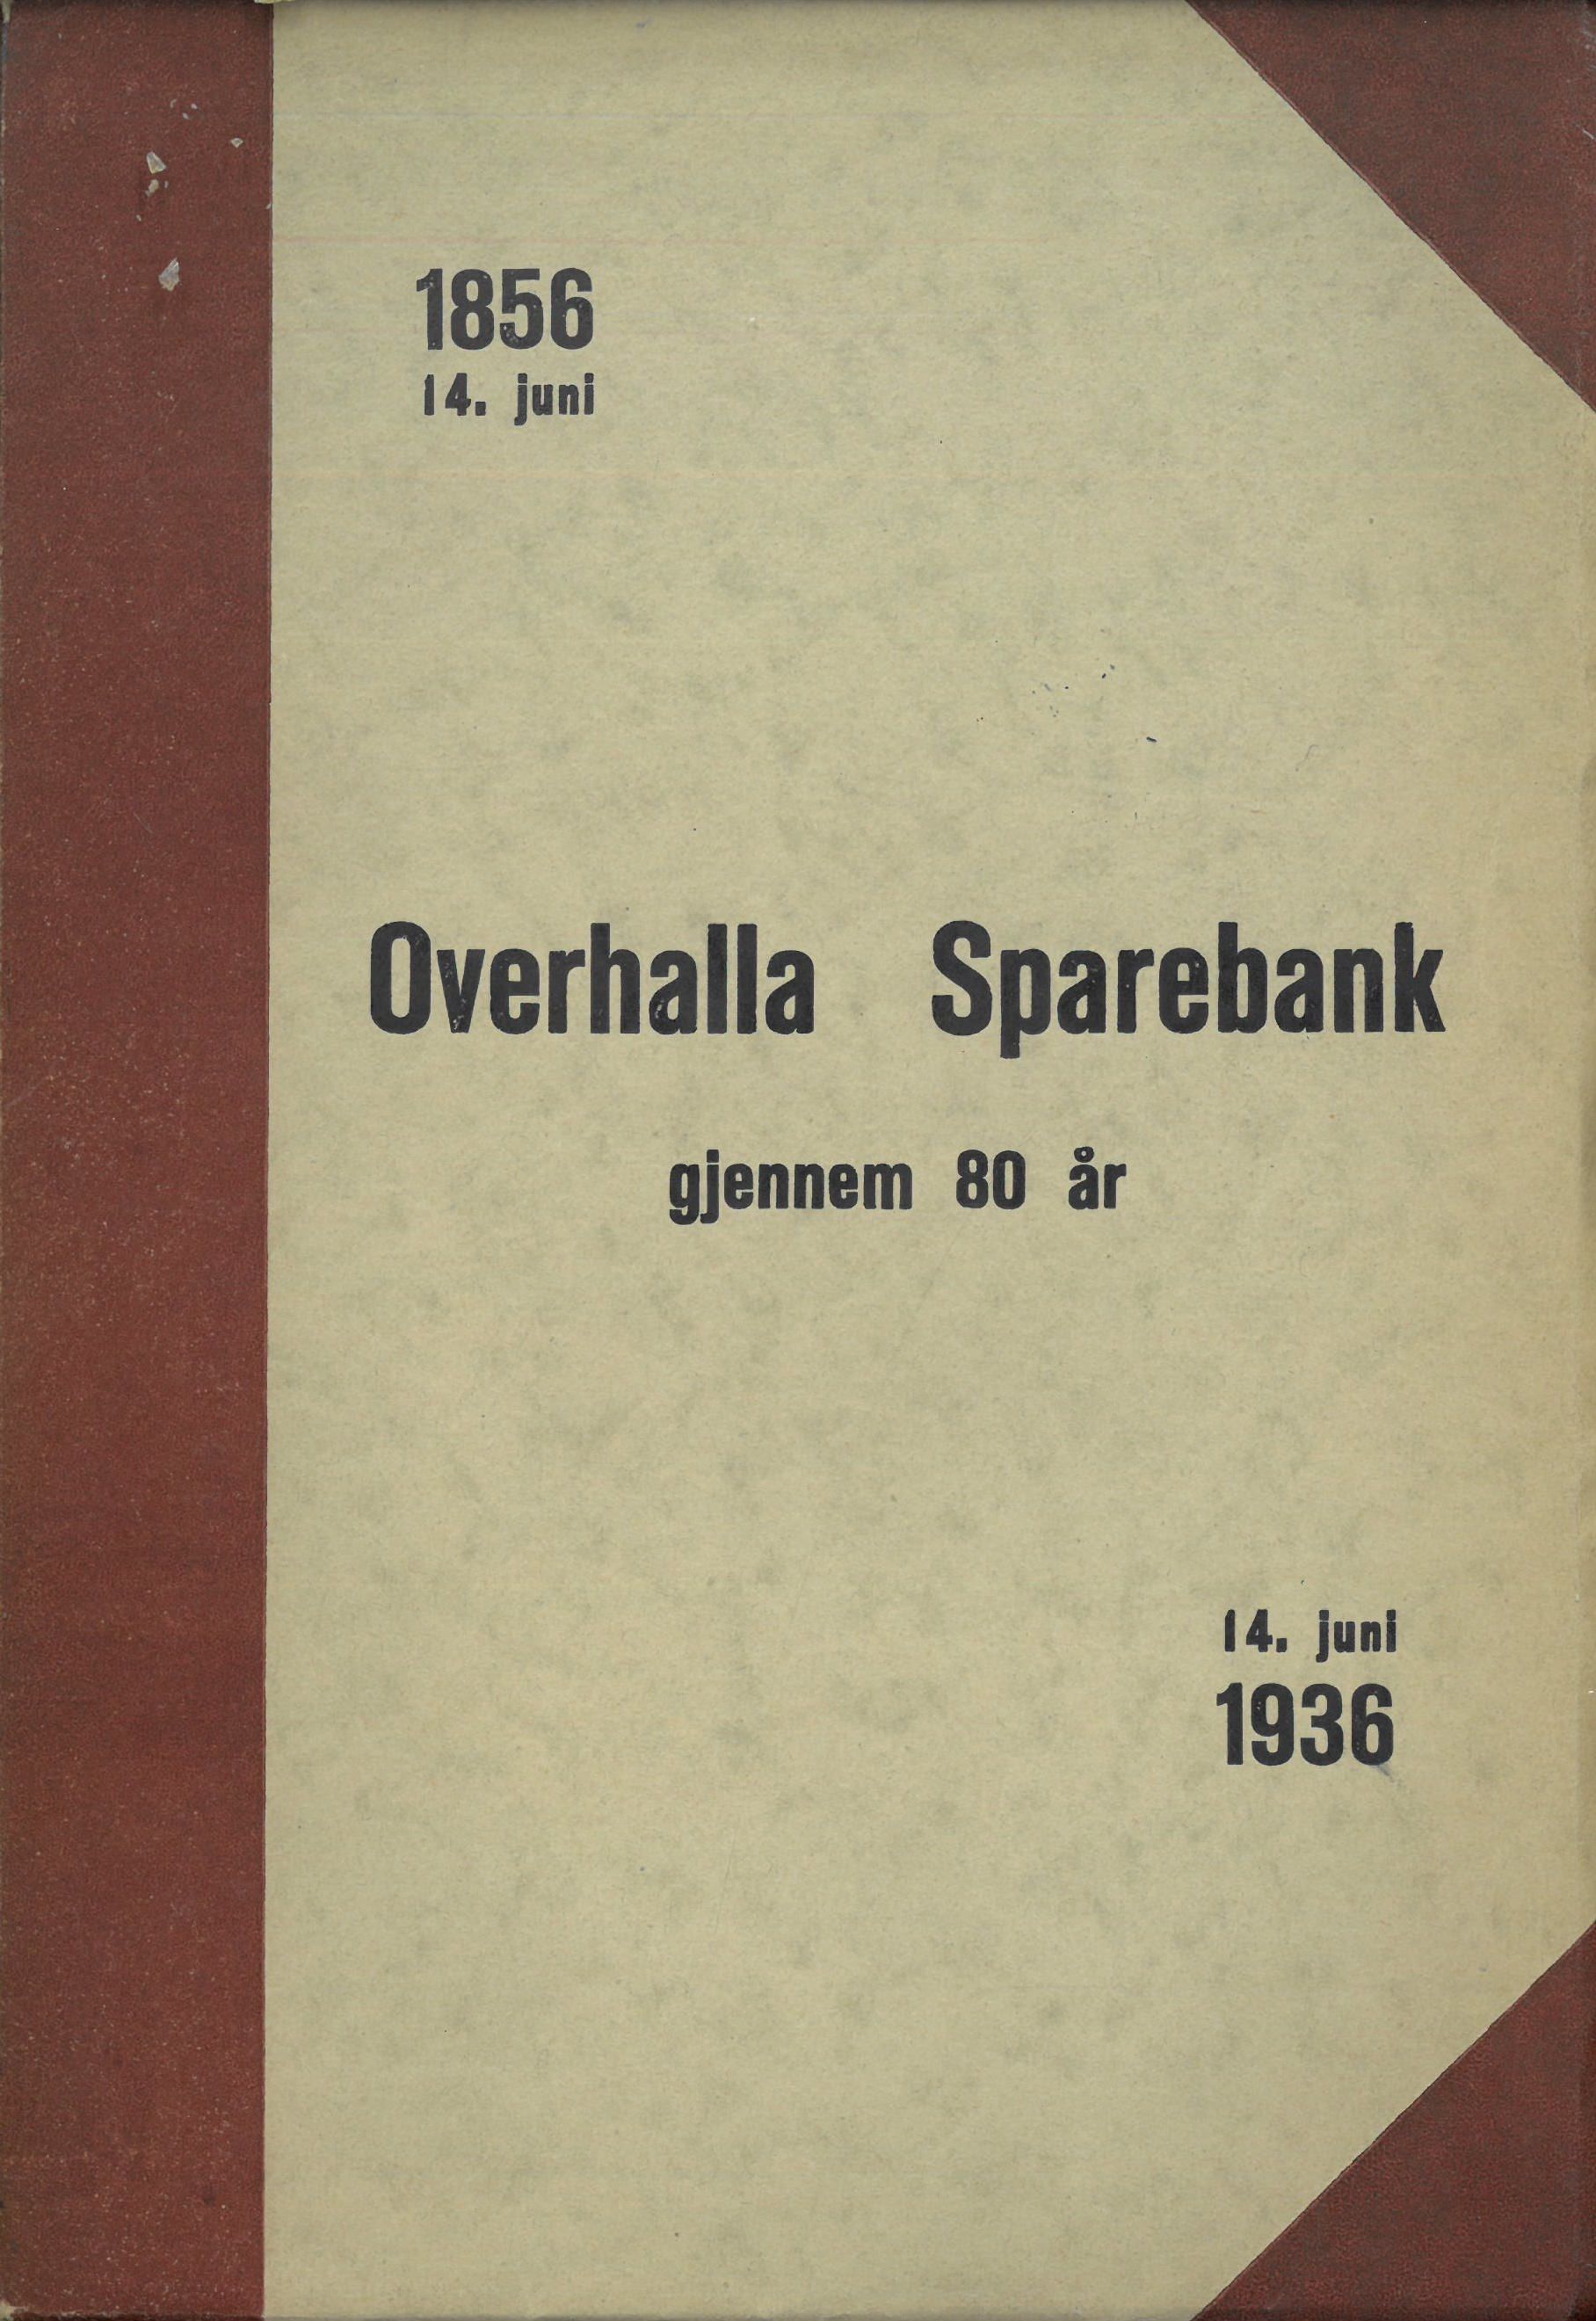 1856
14. juni
Overhalla Sparebank
gjennem 80 år
14. juni
1936